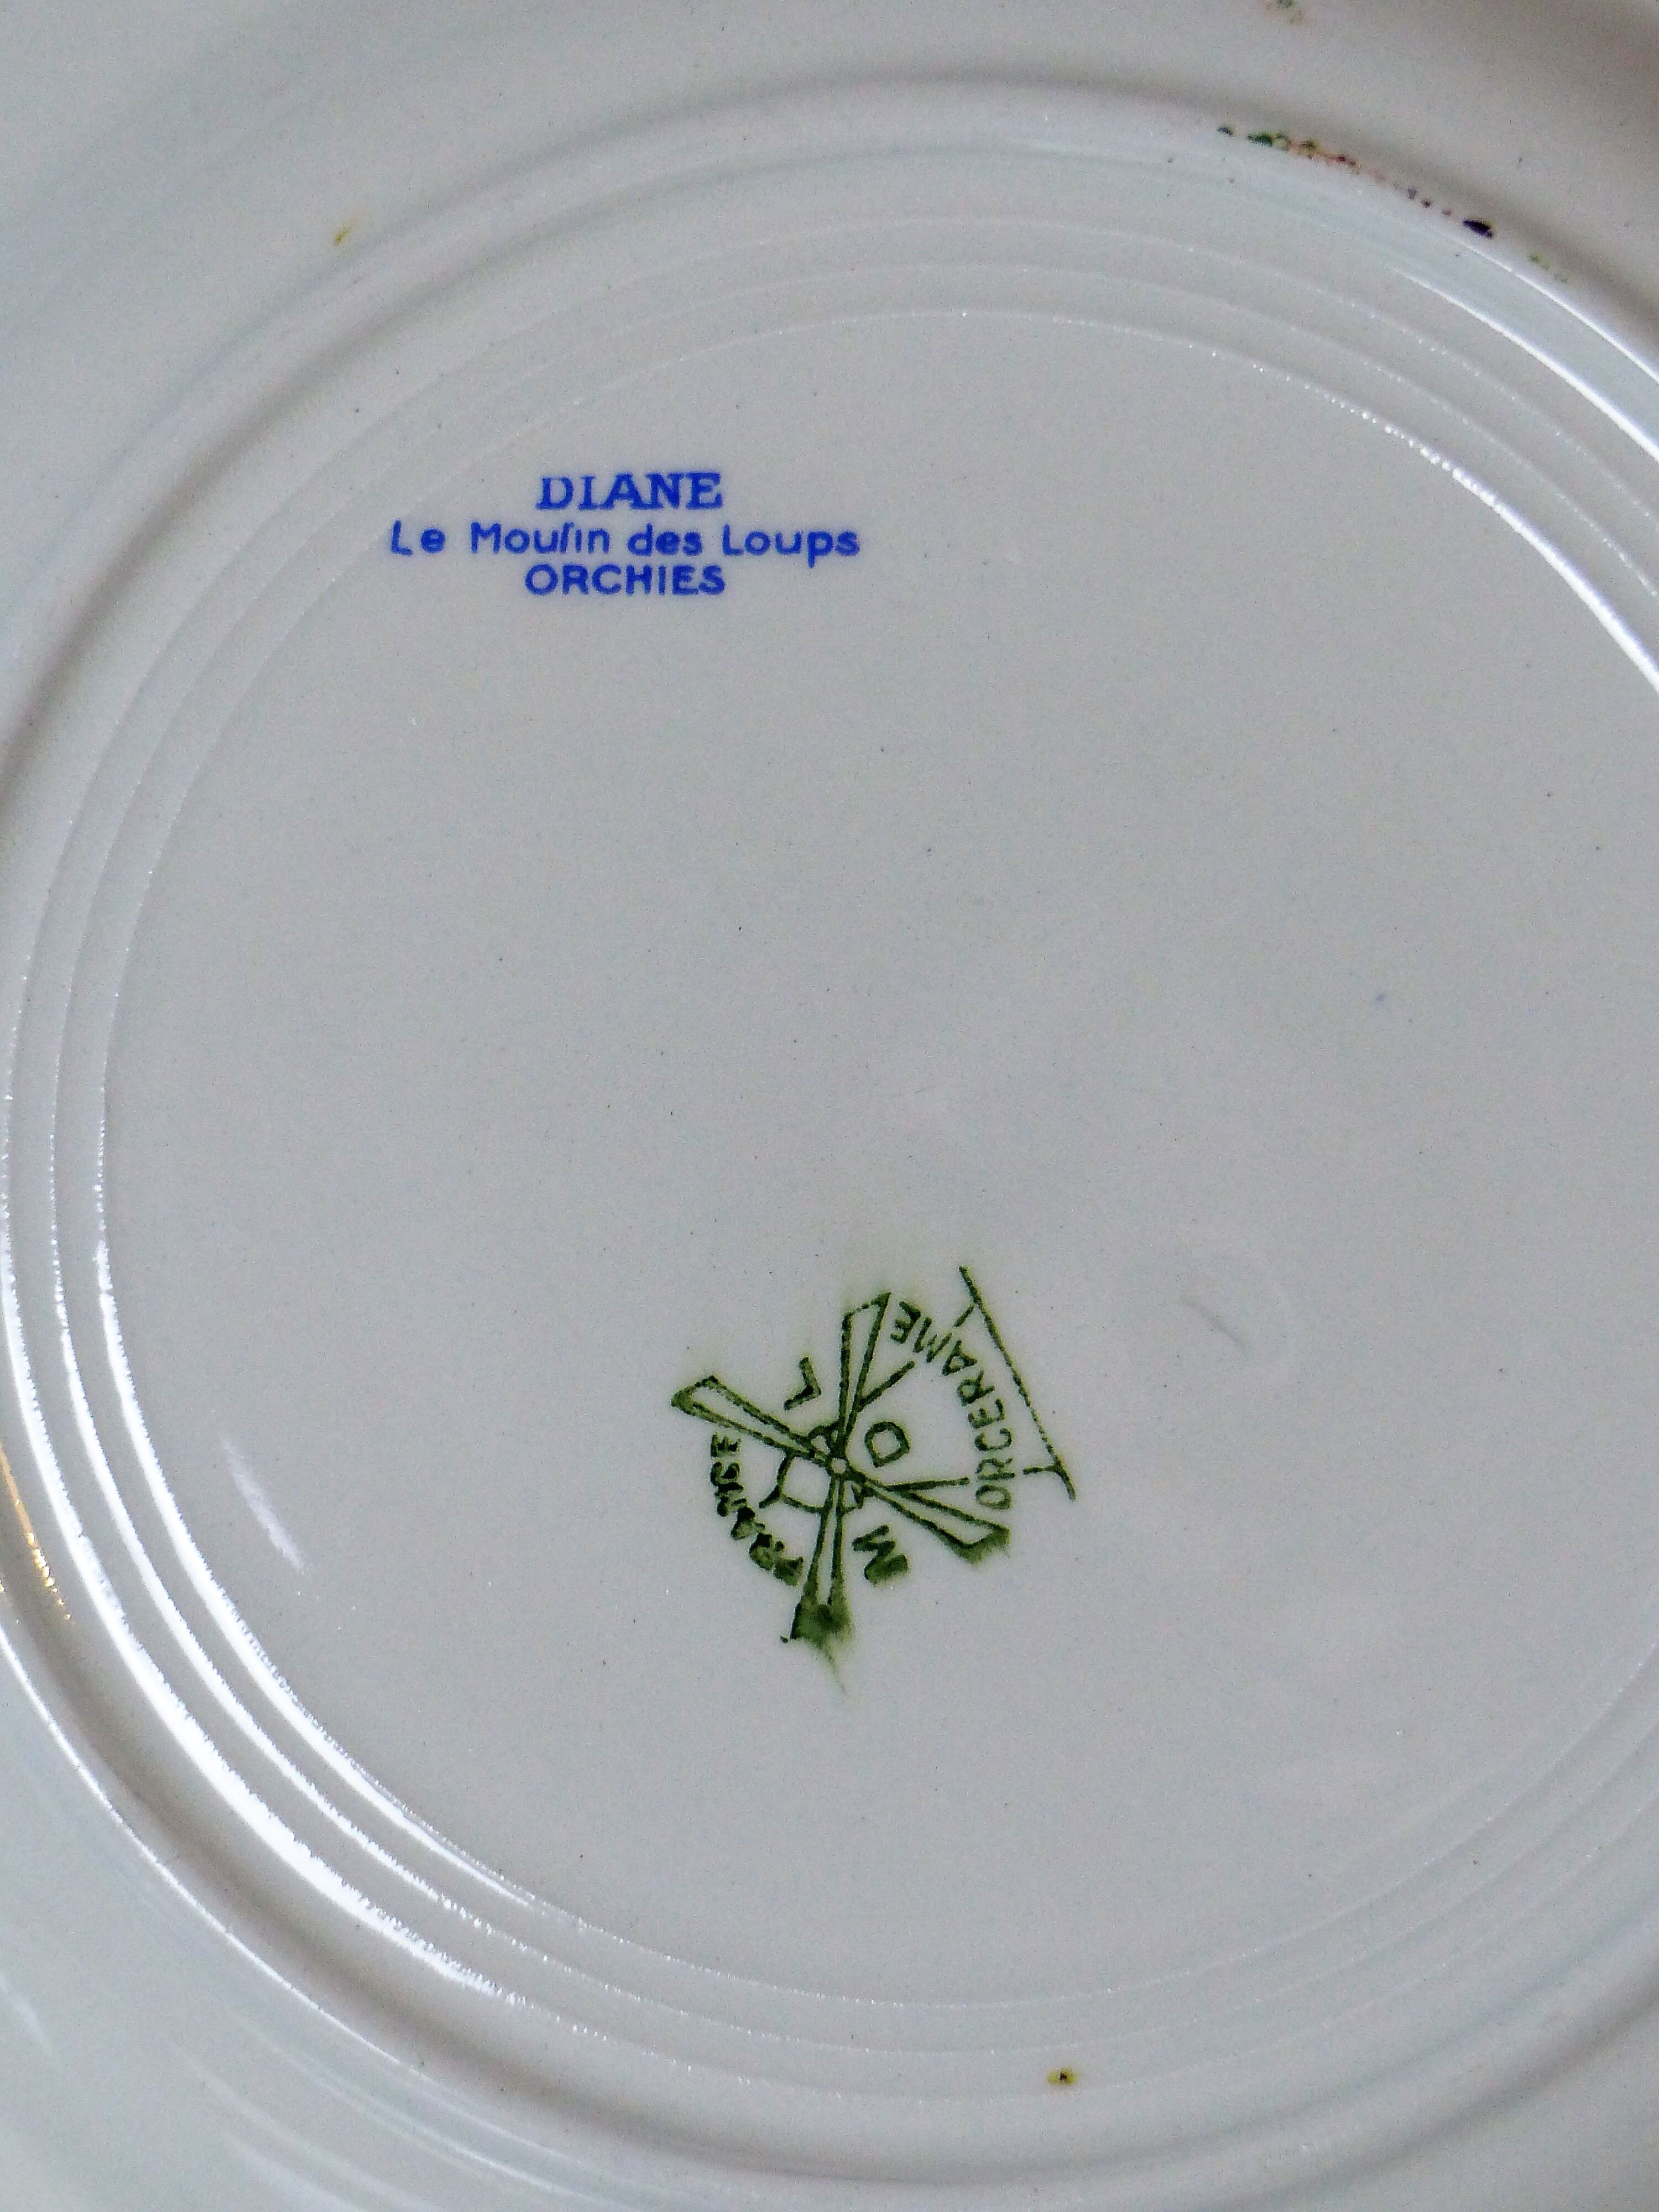 DIANE
Le Moulin des Loups
ORCHIES
FRANCE
M D L
ORCERAME